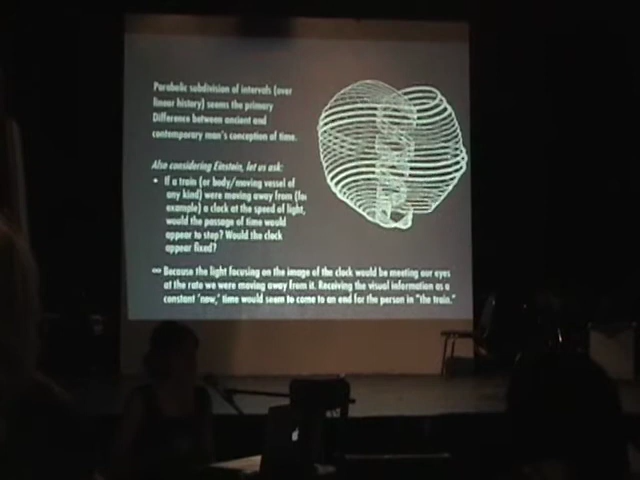 Parabolic subdivision of intervals (over
linear history) seems the primary
Difference between ancient and
contemporary man's conception of time.
Also considering Einstein, let us ask:
• If a train (or body/moving vessel of
any kind) were moving away from (for
example) a clock at the speed of light,
would the passage of time would
appear to stop? Would the clock
appear fixed?
∞ Because the light focusing on the image of the clock would be meeting our eyes
at the rate we were moving away from it. Receiving the visual information as a
constant 'now,' time would seem to come to an end for the person in "the train."